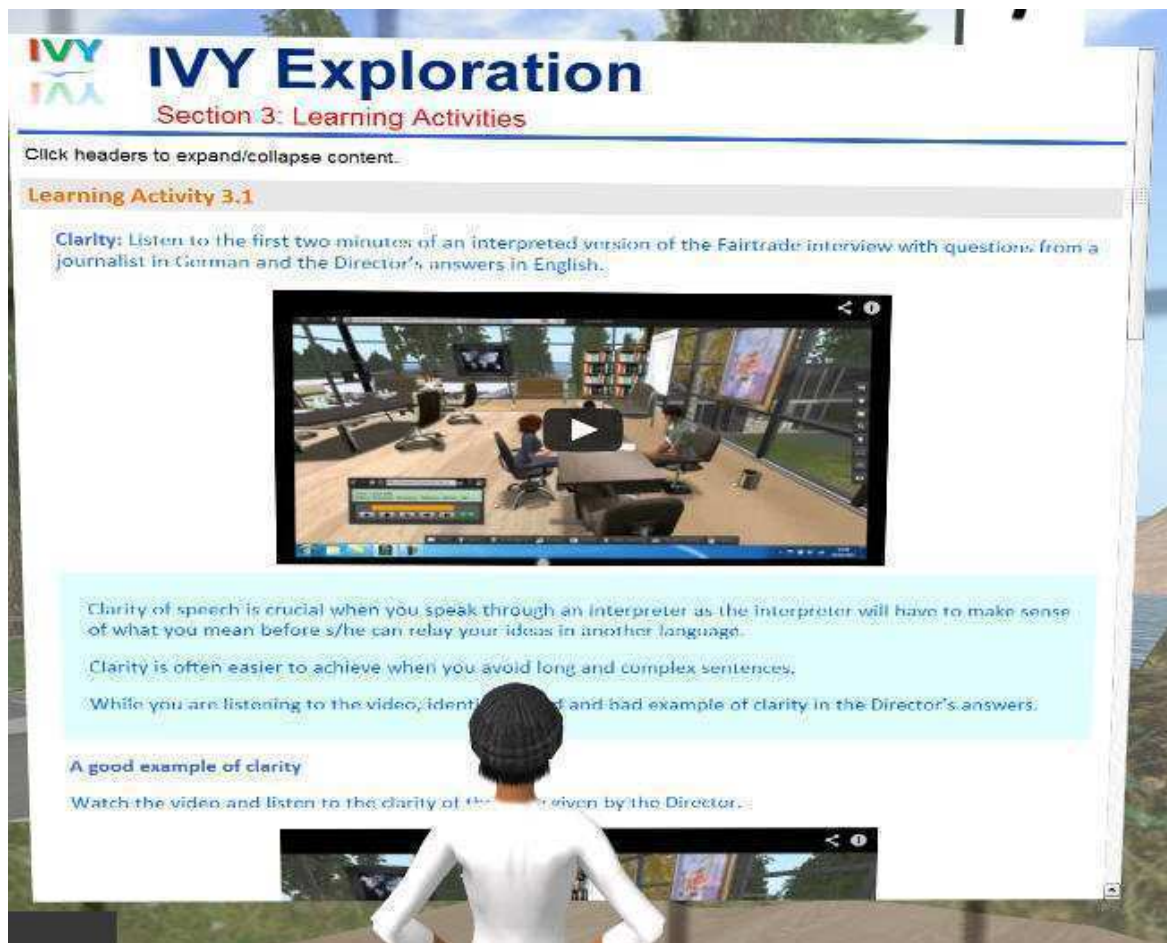 IVY
IVY Exploration
Section 3: Learning Activities
Click headers to expand/collapse content.
Learning Activity 3.1
Clarity: Listen to the first two minutes of an interpreted version of the Fairtrade interview with questions from a
journalist in German and the Director's answers in English.
Clarity of speech is crucial when you speak through an interpreter as the interpreter will have to make sense
of what you mean before s/he can relay your ideas in another language.
Clarity is often easier to achieve when you avoid long and complex sentences.
While you are listening to the video, and bad example of clarity in the Director's answers.
A good example of clarity
Watch the video and listen to the clarity of given by the Director.